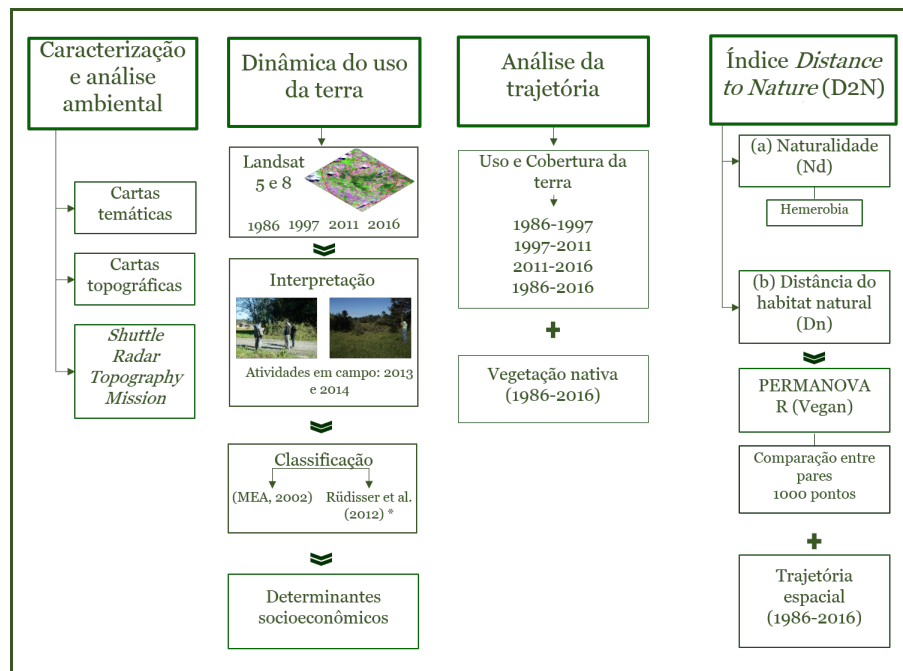 Caracterização
e análise
ambiental
Cartas
temáticas
Cartas
topográficas
Shuttle
Radar
Topography
Mission
Dinâmica do uso
da terra
Landsat
5 e 8
1986 1997 2011 2016
Interpretação
Atividades em campo: 2013
e 2014
Classificação
(MEA, 2002)
Rüdisser et al.
(2012) *
Determinantes
socioeconômicos
Análise da
trajetória
Uso e Cobertura da
terra
1986-1997
1997-2011
2011-2016
1986-2016
+
Vegetação nativa
(1986-2016)
Índice Distance
to Nature (D2N)
(a) Naturalidade
(Nd)
Hemerobia
(b) Distância do
habitat natural
(Dn)
PERMANOVA
R (Vegan)
Comparação entre
pares
1000 pontos
+
Trajetória
espacial
(1986-2016)